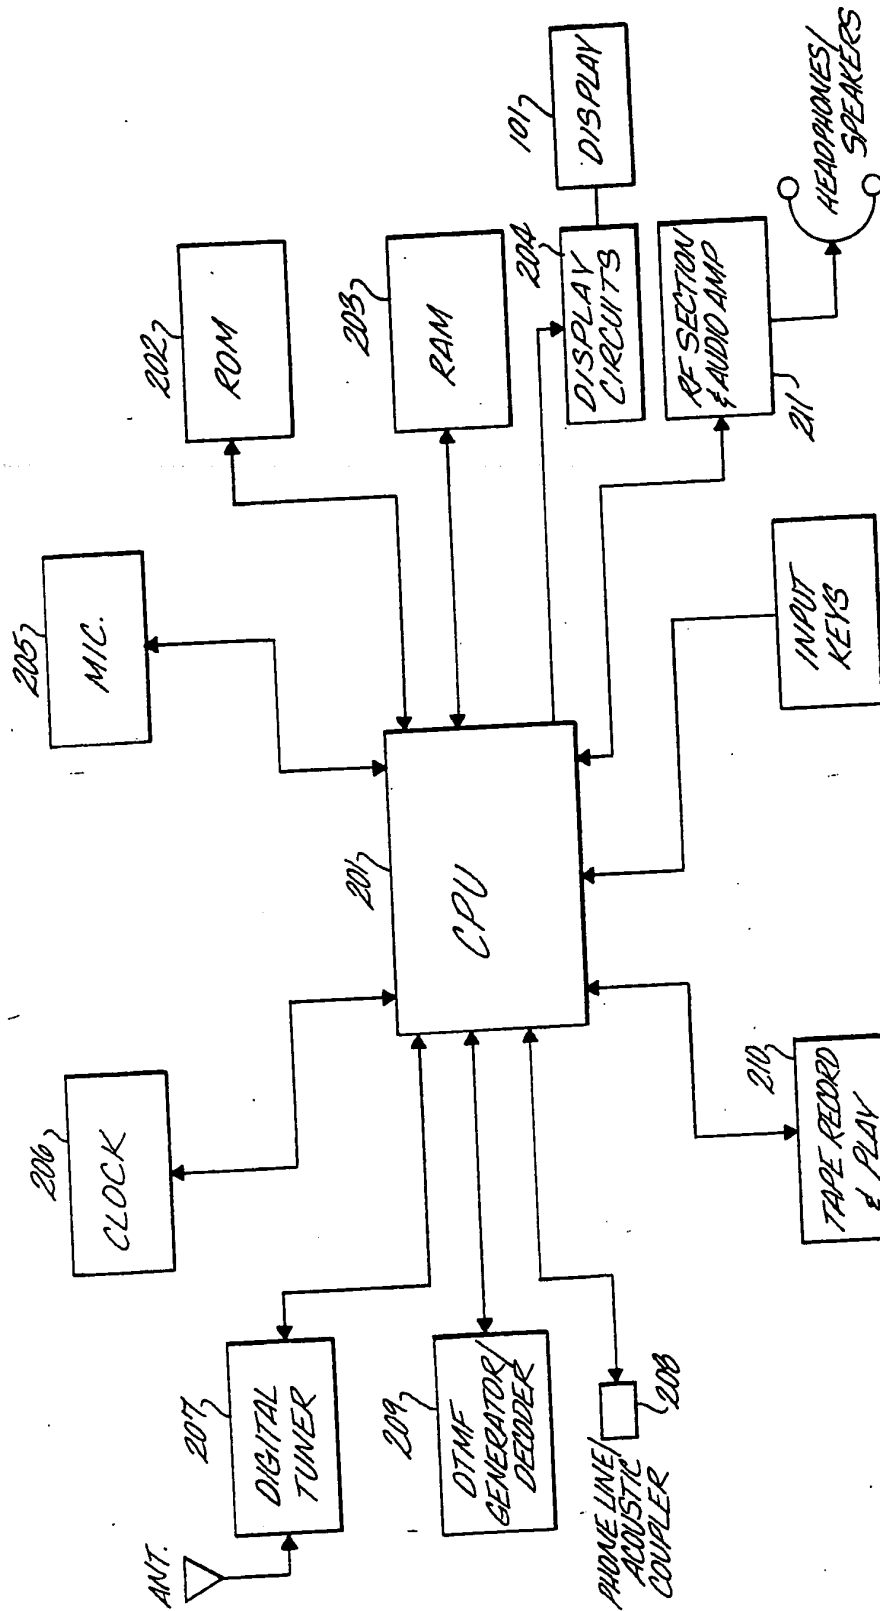 ANT.
207
DIGITAL
TUNER
206
CLOCK
205
MIC.
202
ROM
203
RAM
209
DTMF
GENERATOR/
DECODER
201
CPU
204
DISPLAY
CIRCUITS
101
DISPLAY
PHONE LINE/
ACOUSTIC
COUPLER
208
210
TAPE RECORD
& PLAY
INPUT
KEYS
RF SECTION
& AUDIO AMP
211
HEADPHONES/
SPEAKERS